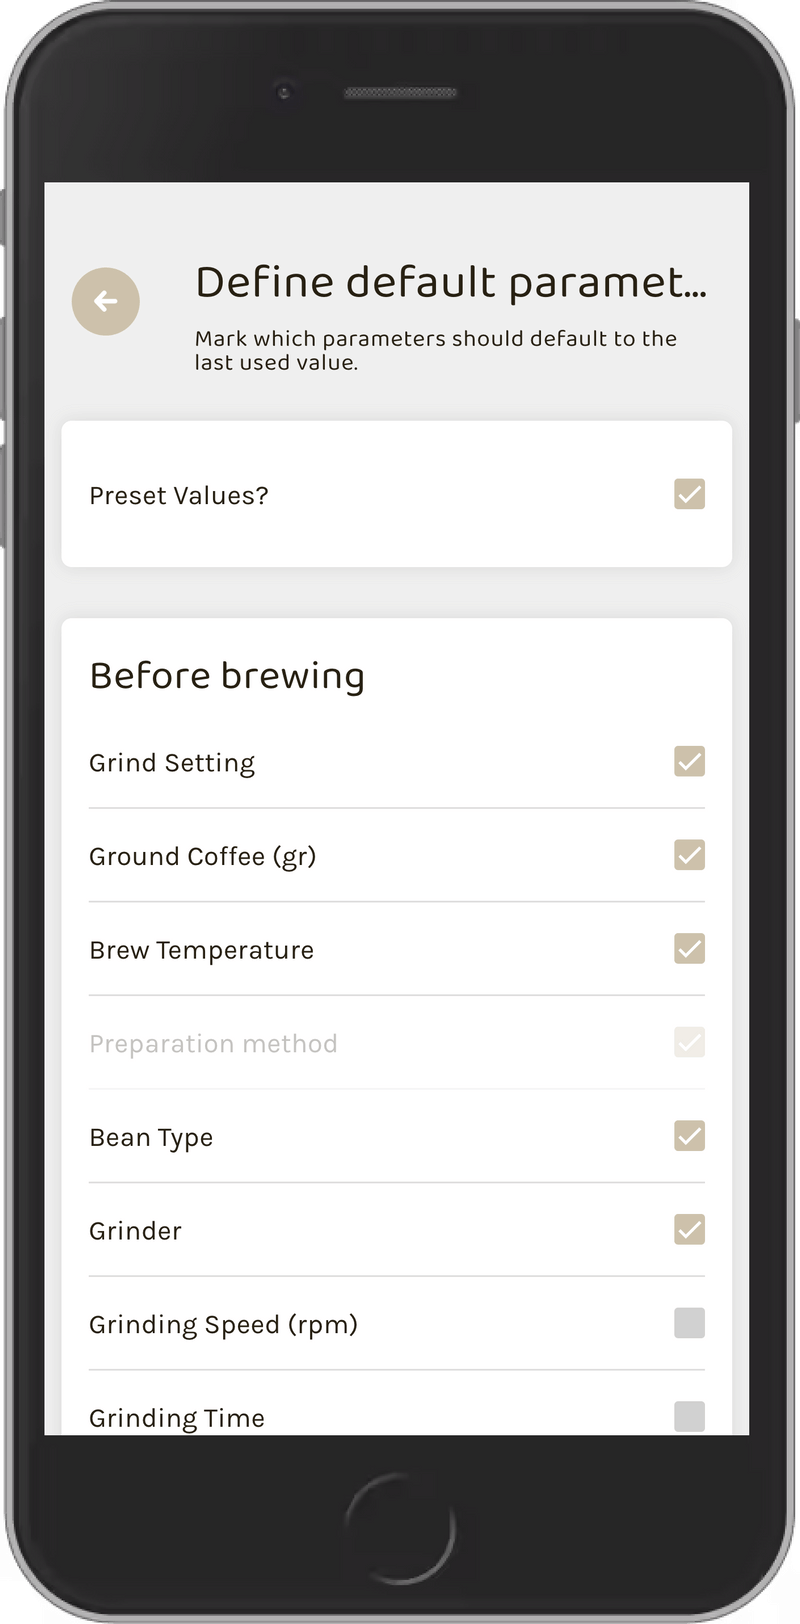 Define default paramet...
Mark which parameters should default to the
last used value.
Preset Values?
Before brewing
Grind Setting
Ground Coffee (gr)
Brew Temperature
Preparation method
Bean Type
Grinder
Grinding Speed (rpm)
Grinding Time